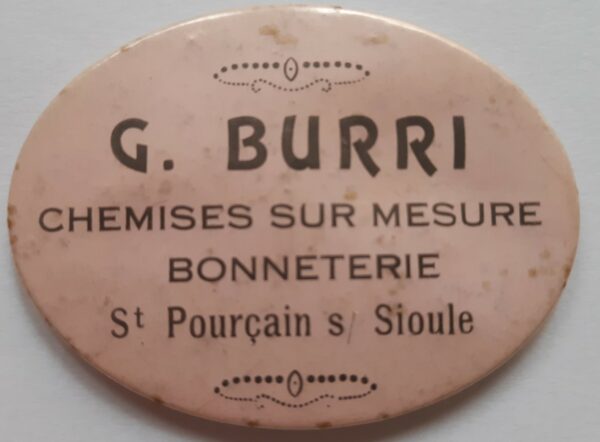 G. BURRI
CHEMISES SUR MESURE
BONNETERIE
St Pourçain s/ Sioule